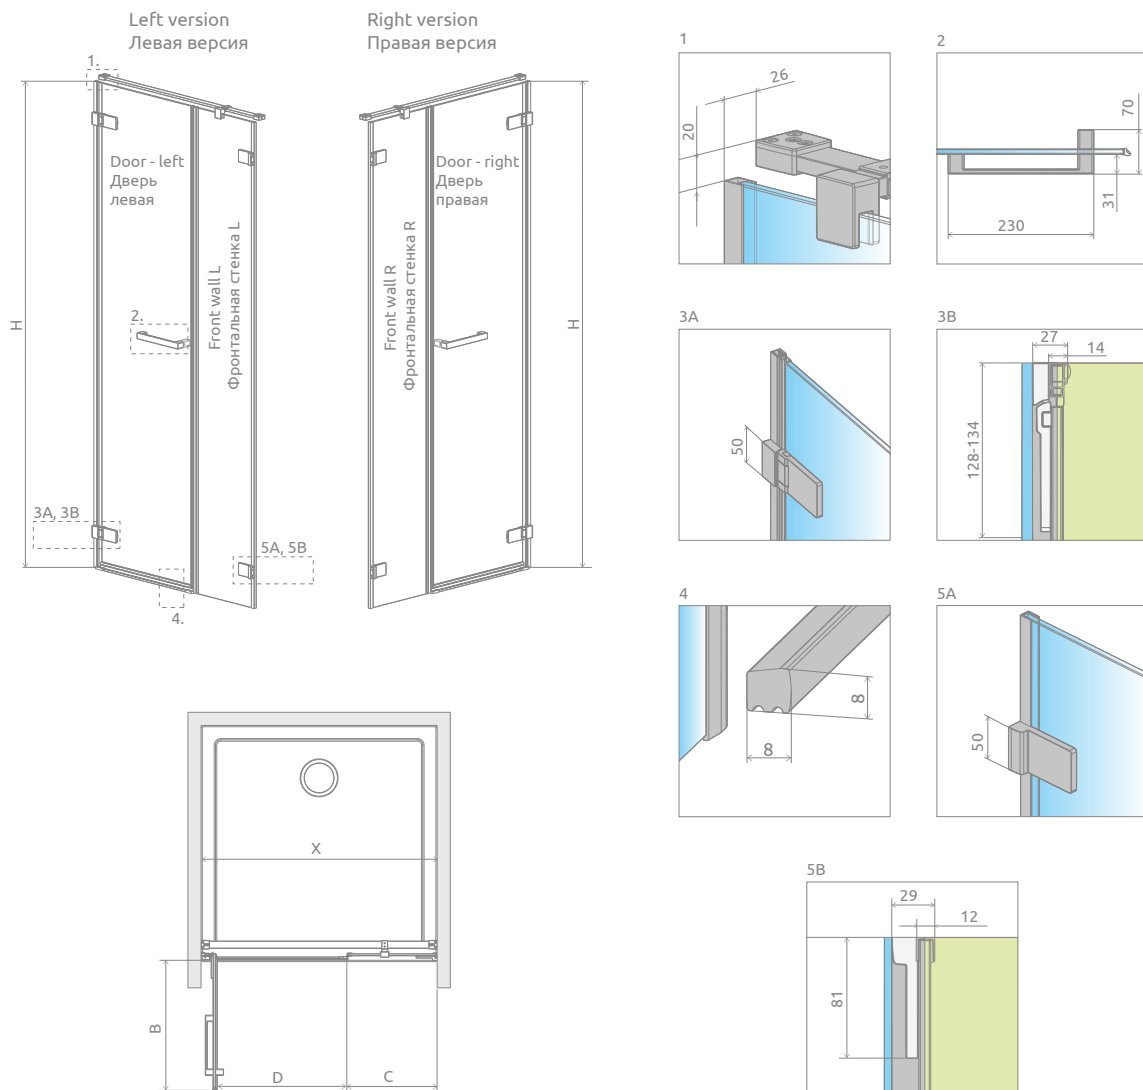 Left version
Левая версия
Right version
Правая версия
1.
H
Door - left
Дверь
левая
Front wall L
Фронтальная стенка L
2.
3A, 3B
5A, 5B
4.
Door - right
Дверь
правая
Front wall R
Фронтальная стенка R
H
X
B
D
C
1
26
20
2
70
31
230
3A
50
3B
27
14
128-134
4
8
8
5A
50
5B
29
12
81